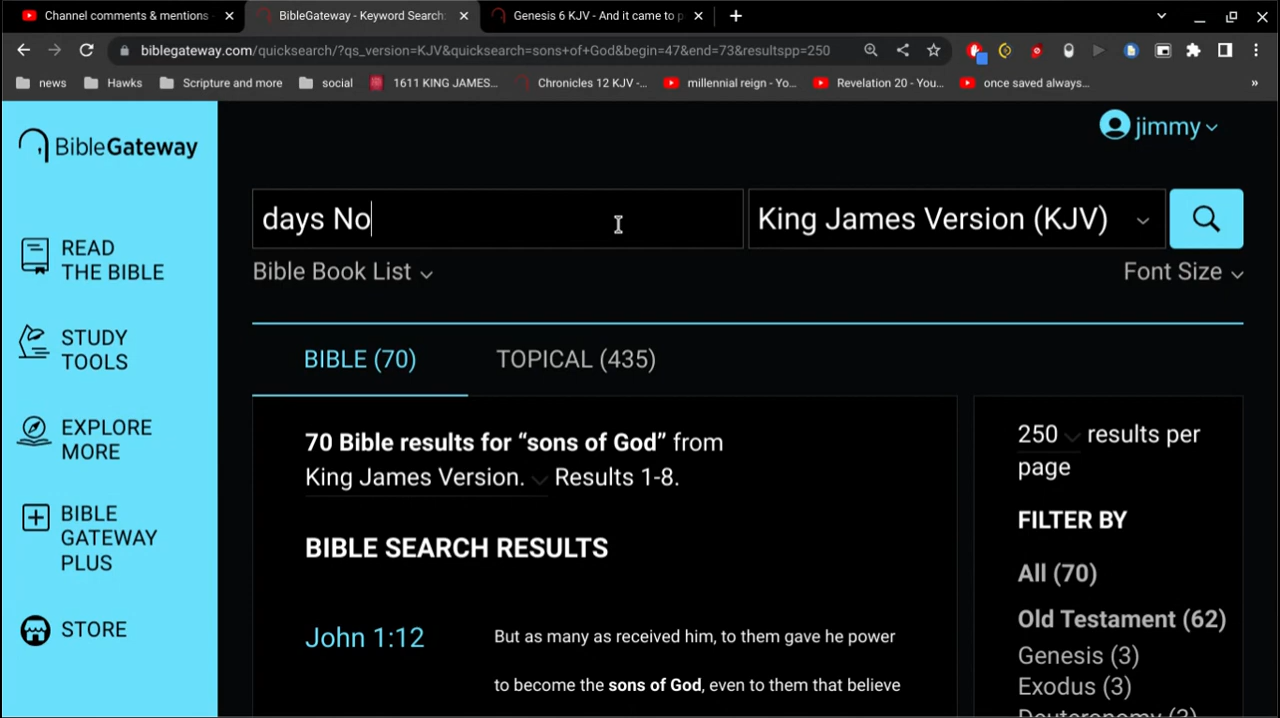 Channel comments & mentions
BibleGateway - Keyword Search:
Genesis 6 KJV - And it came to p
biblegateway.com/quicksearch/?qs_version=KJV&quicksearch=sons+of+God&begin=47&end=73&resultspp=250
news
Hawks
Scripture and more
social
1611 KING JAMES...
Chronicles 12 KJV -...
millennial reign - Yo...
Revelation 20 - You...
once saved always...
»
BibleGateway
jimmy
days No
King James Version (KJV)
Bible Book List
Font Size
READ
THE BIBLE
STUDY
TOOLS
EXPLORE
MORE
BIBLE
GATEWAY
PLUS
STORE
BIBLE (70)
TOPICAL (435)
70 Bible results for “sons of God” from
King James Version. Results 1-8.
BIBLE SEARCH RESULTS
John 1:12
But as many as received him, to them gave he power
to become the sons of God, even to them that believe
250 results per
page
FILTER BY
All (70)
Old Testament (62)
Genesis (3)
Exodus (3)
Deuteronomy (3)